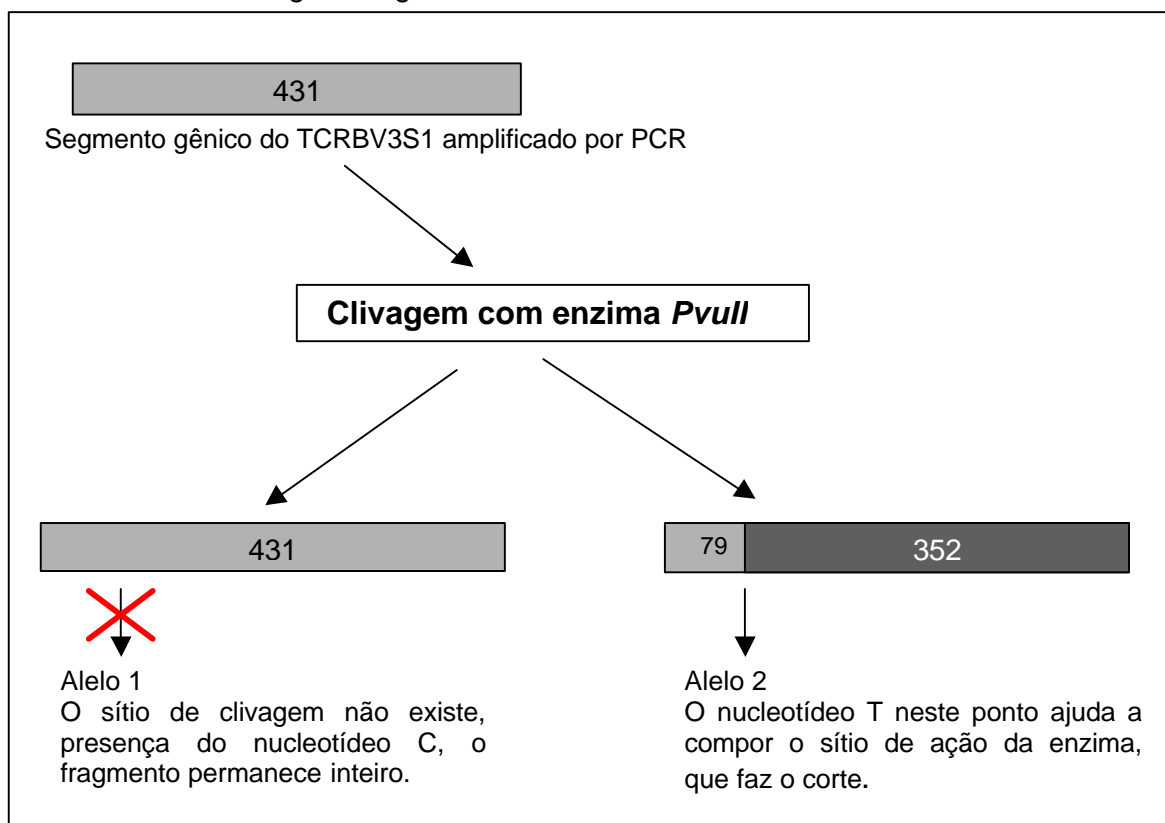 431
Segmento gênico do TCRBV3S1 amplificado por PCR
Clivagem com enzima PvuII
431
79 352
Alelo 1
O sítio de clivagem não existe,
presença do nucleotídeo C, o
fragmento permanece inteiro.
Alelo 2
O nucleotídeo T neste ponto ajuda a
compor o sítio de ação da enzima,
que faz o corte.